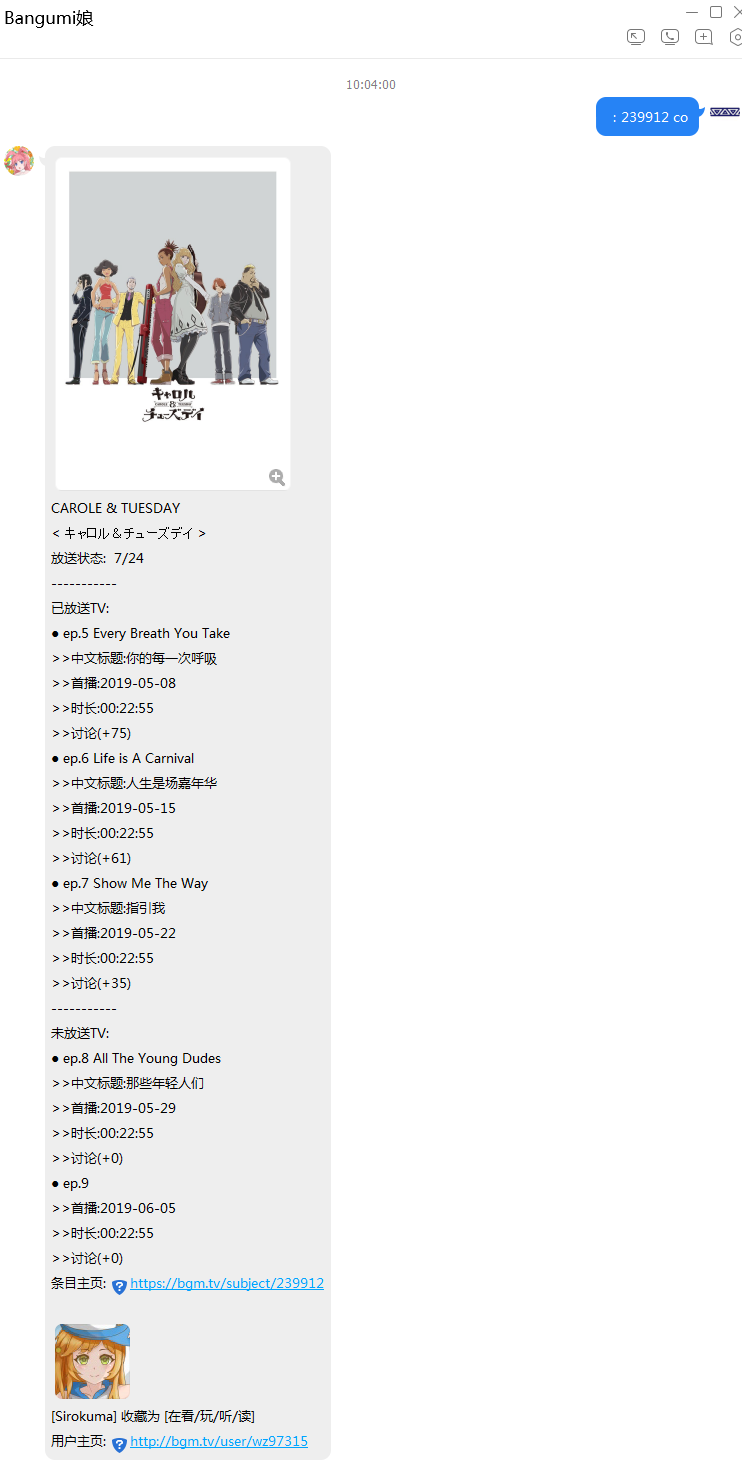 Bangumi娘
10:04:00
：239912 co
キャロル
CAROLE & TUESDAY
&
チューズデイ
CAROLE & TUESDAY
< キャロル＆チューズデイ >
放送状态:  7/24
-----------
已放送TV:
● ep.5 Every Breath You Take
>>中文标题:你的每一次呼吸
>>首播:2019-05-08
>>时长:00:22:55
>>讨论(+75)
● ep.6 Life is A Carnival
>>中文标题:人生是场嘉年华
>>首播:2019-05-15
>>时长:00:22:55
>>讨论(+61)
● ep.7 Show Me The Way
>>中文标题:指引我
>>首播:2019-05-22
>>时长:00:22:55
>>讨论(+35)
-----------
未放送TV:
● ep.8 All The Young Dudes
>>中文标题:那些年轻人们
>>首播:2019-05-29
>>时长:00:22:55
>>讨论(+0)
● ep.9
>>首播:2019-06-05
>>时长:00:22:55
>>讨论(+0)
条目主页: https://bgm.tv/subject/239912
[Sirokuma] 收藏为 [在看/玩/听/读]
用户主页: http://bgm.tv/user/wz97315